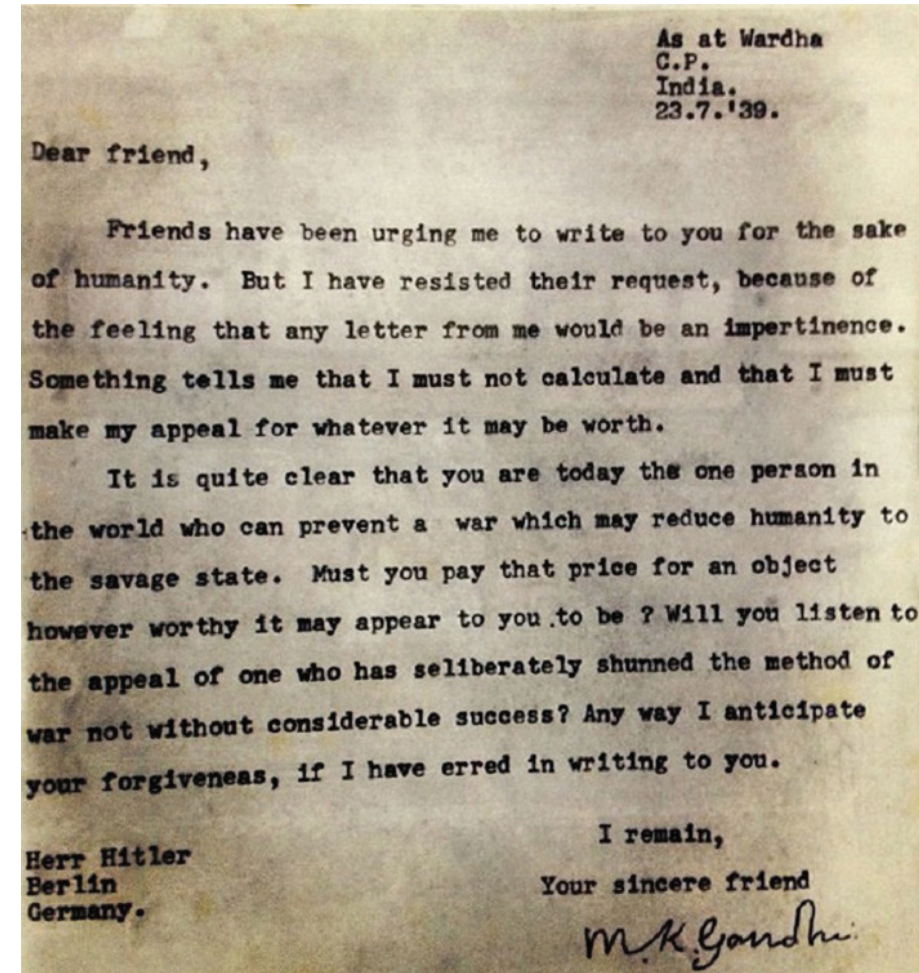 As at Wardha
C.P.
India.
23.7.'39.
Dear friend,
Friends have been urging me to write to you for the sake
of humanity. But I have resisted their request, because of
the feeling that any letter from me would be an impertinence.
Something tells me that I must not calculate and that I must
make my appeal for whatever it may be worth.
It is quite clear that you are today the one person in
the world who can prevent a war which may reduce humanity to
the savage state. Must you pay that price for an object
however worthy it may appear to you to be ? Will you listen to
the appeal of one who has seliberately shunned the method of
war not without considerable success? Any way I anticipate
your forgiveneas, if I have erred in writing to you.
I remain,
Your sincere friend
M.K.Gandhi
Herr Hitler
Berlin
Germany.